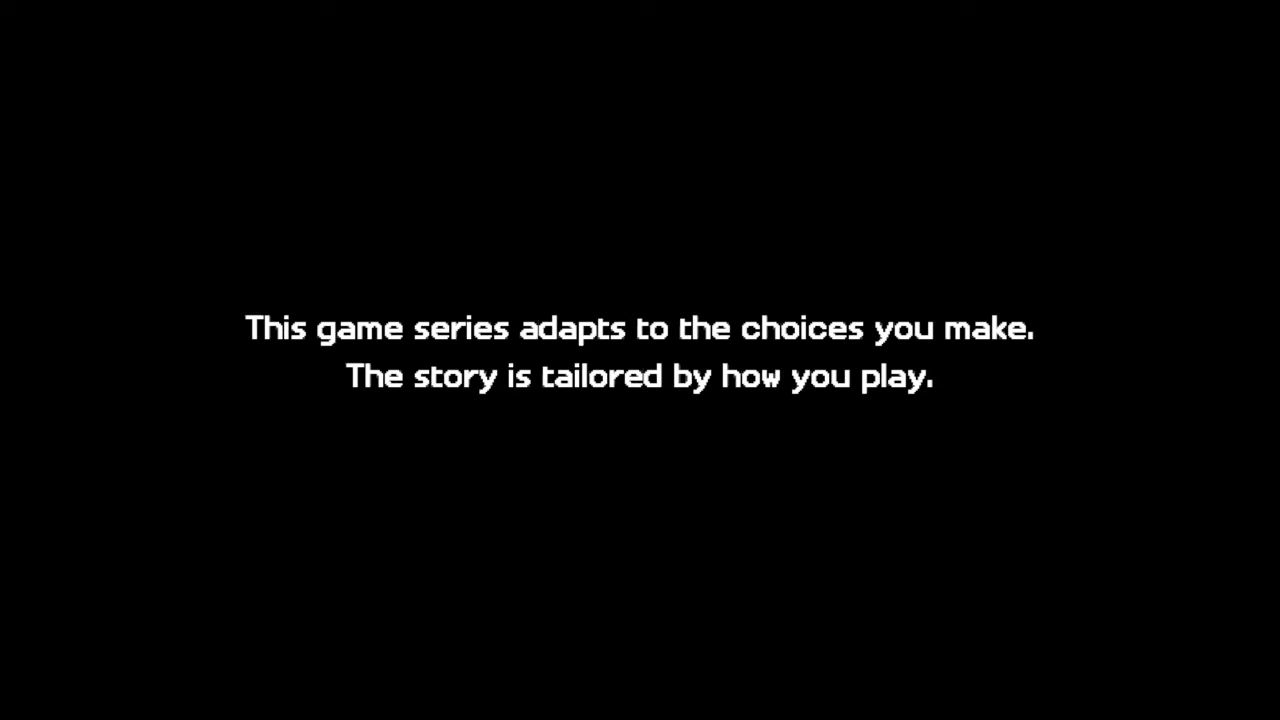 This game series adapts to the choices you make.
The story is tailored by how you play.